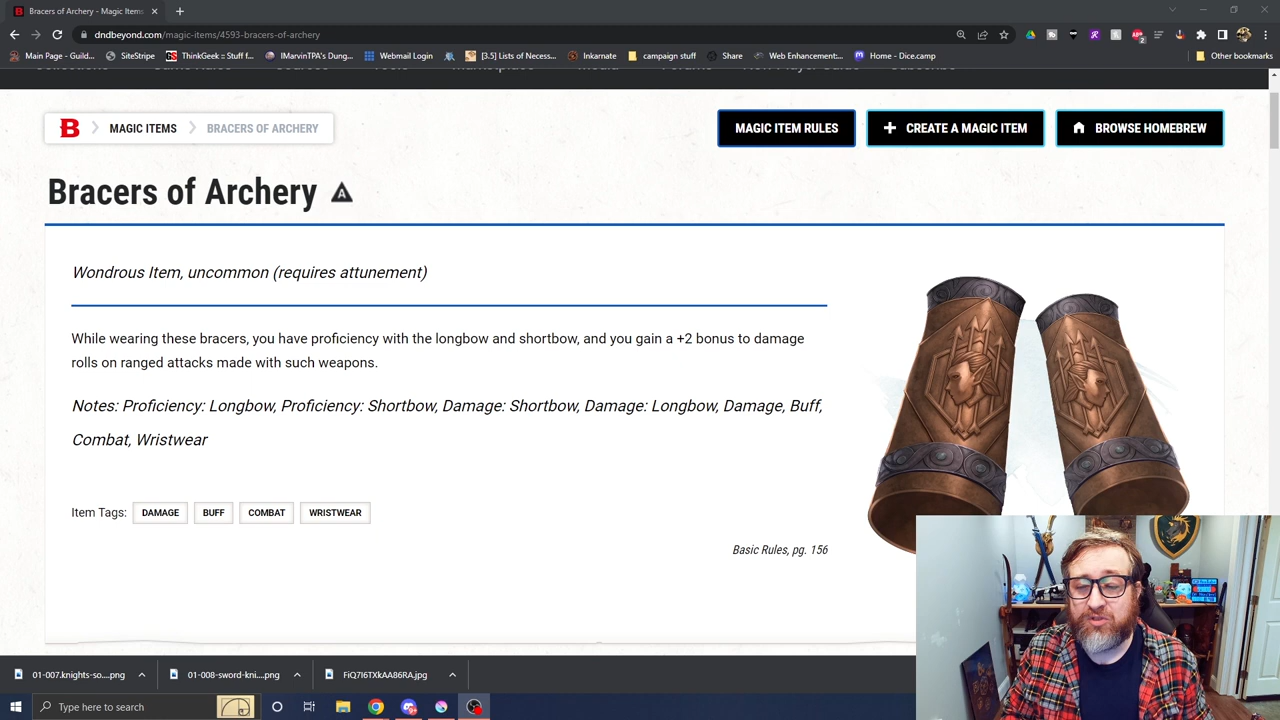 Bracers of Archery - Magic Items
dndbeyond.com/magic-items/4593-bracers-of-archery
Main Page - Guild...
SiteStripe
ThinkGeek :: Stuff f...
IMarvinTPA's Dung...
Webmail Login
[3.5] Lists of Necess...
Inkarnate
campaign stuff
Share
Web Enhancement:...
Home - Dice.camp
Other bookmarks
B
MAGIC ITEMS
BRACERS OF ARCHERY
MAGIC ITEM RULES
CREATE A MAGIC ITEM
BROWSE HOMEBREW
Bracers of Archery A
Wondrous Item, uncommon (requires attunement)
While wearing these bracers, you have proficiency with the longbow and shortbow, and you gain a +2 bonus to damage
rolls on ranged attacks made with such weapons.
Notes: Proficiency: Longbow, Proficiency: Shortbow, Damage: Shortbow, Damage: Longbow, Damage, Buff,
Combat, Wristwear
Item Tags: DAMAGE BUFF COMBAT WRISTWEAR
Basic Rules, pg. 156
01-007.knights-so....png
01-008-sword-kni....png
FiQ7I6TXkAA86RA.jpg
Type here to search